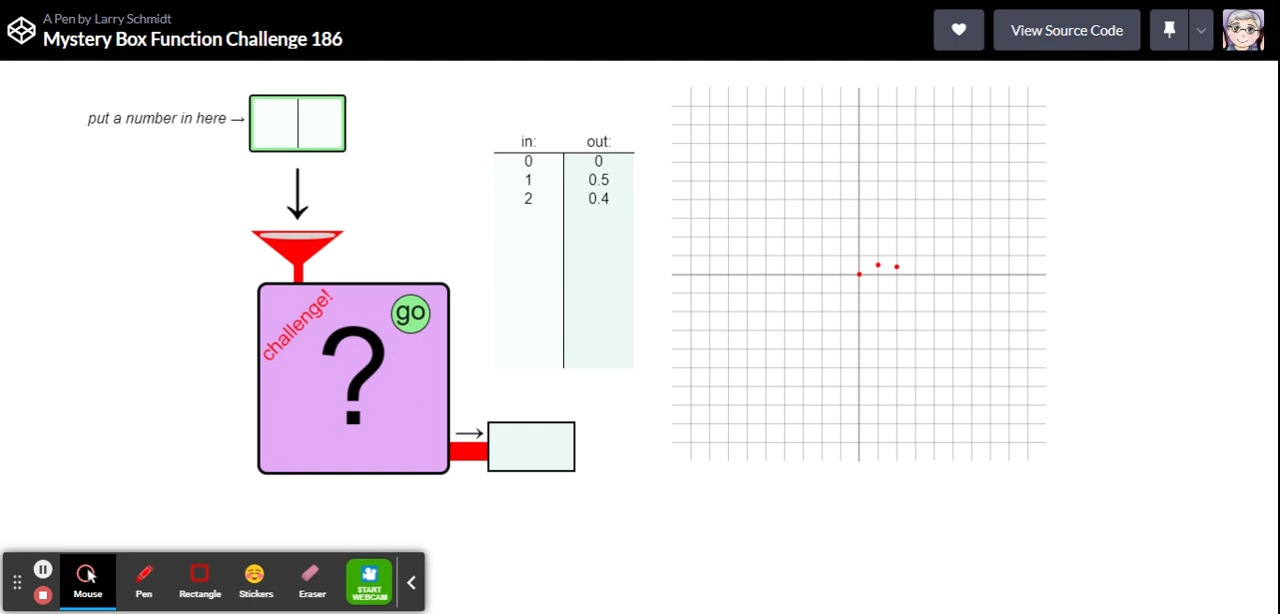 A Pen by Larry Schmidt
Mystery Box Function Challenge 186
View Source Code
put a number in here →
in: out:
0 0
1 0.5
2 0.4
challenge!
go
?
Mouse
Pen
Rectangle
Stickers
Eraser
START
WEBCAM